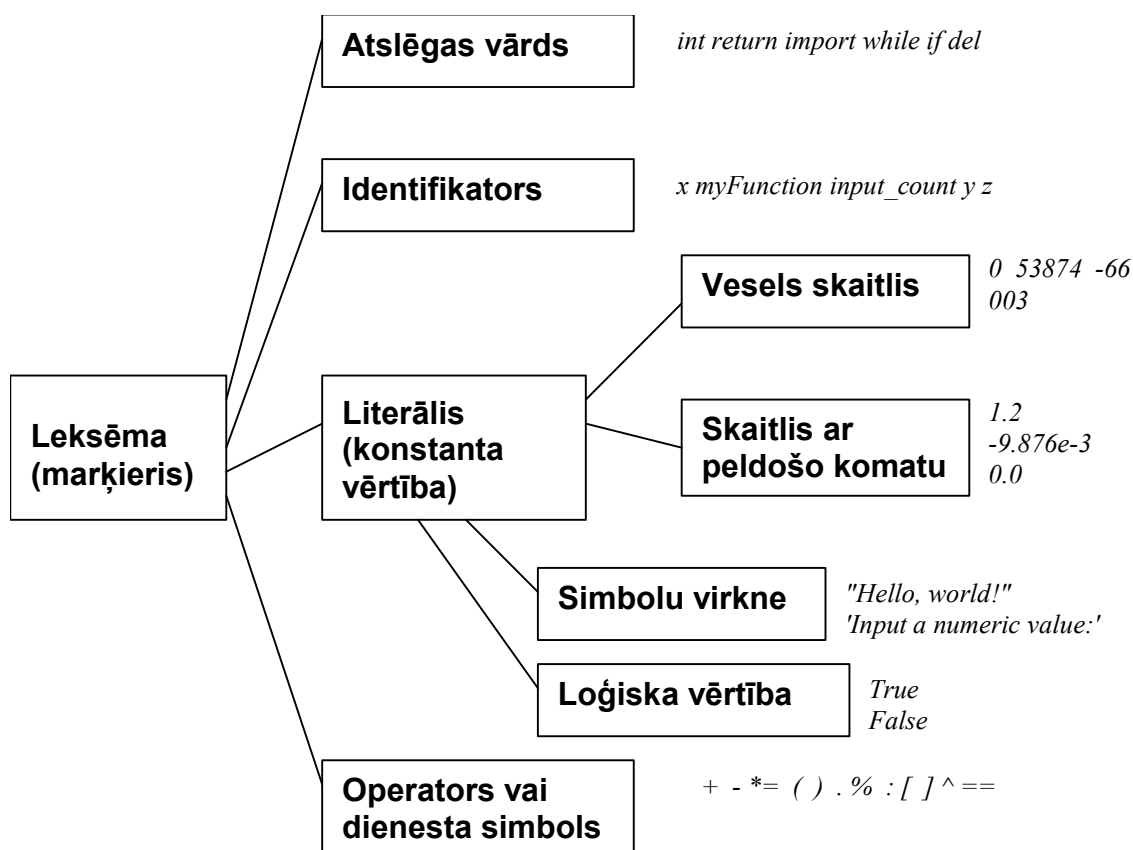 Atslēgas vārds
int return import while if del
Identifikators
x myFunction input_count y z
Vesels skaitlis
0 53874 -66
003
Leksēma
(marķieris)
Literālis
(konstanta
vērtība)
Skaitlis ar
peldošo komatu
1.2
-9.876e-3
0.0
Simbolu virkne
"Hello, world!"
'Input a numeric value:'
Loģiska vērtība
True
False
Operators vai
dienesta simbols
+ - *= ( ) . % : [ ] ^ ==